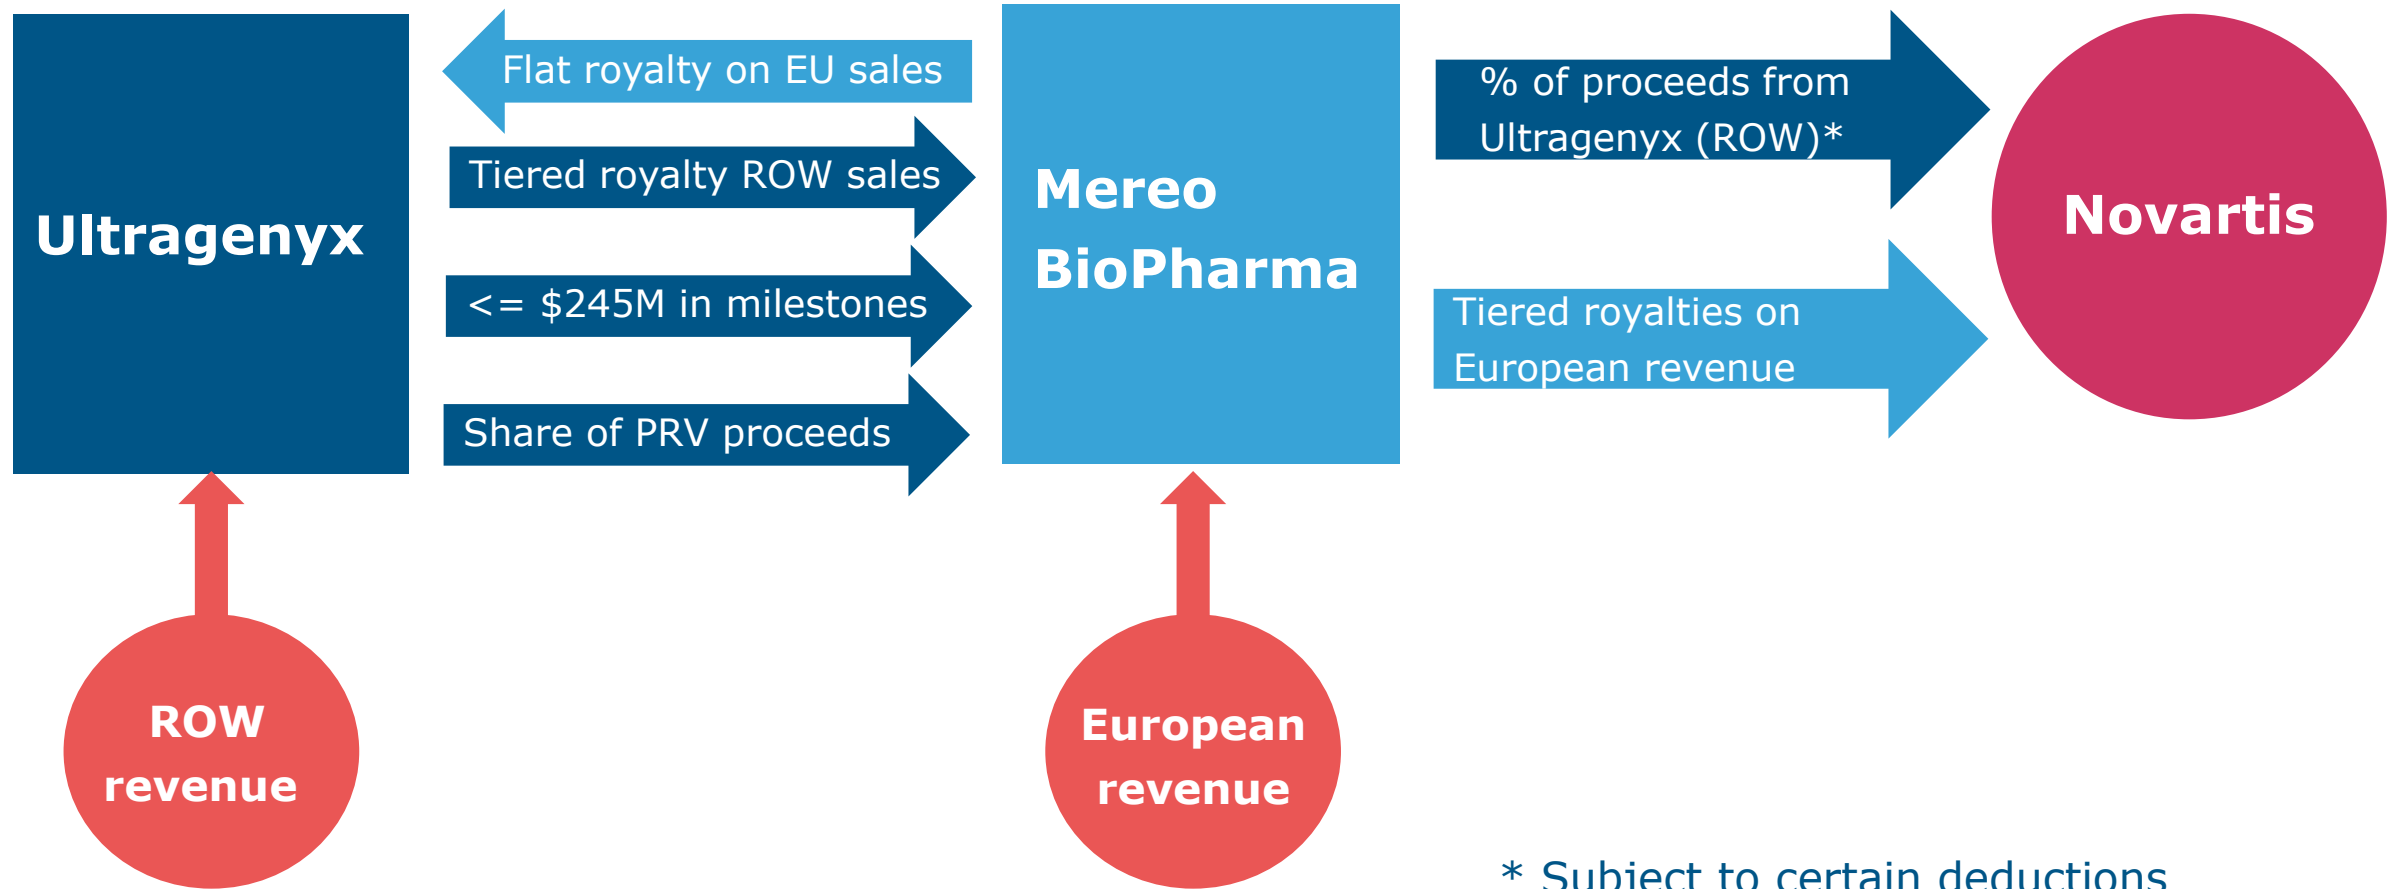 Ultragenyx
Flat royalty on EU sales
Tiered royalty ROW sales
<= $245M in milestones
Share of PRV proceeds
Mereo
BioPharma
% of proceeds from
Ultragenyx (ROW)*
Tiered royalties on
European revenue
Novartis
ROW
revenue
European
revenue
* Subject to certain deductions